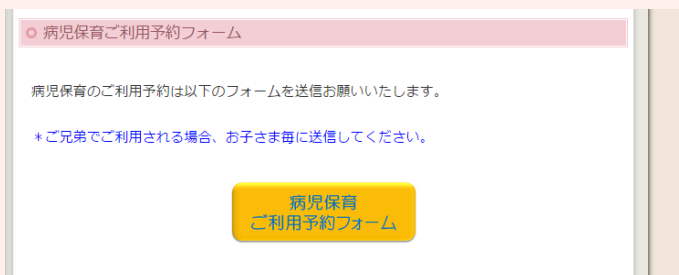 病児保育ご利用予約フォーム
病児保育のご利用予約は以下のフォームを送信お願いいたします。
＊ご兄弟でご利用される場合、お子さま毎に送信してください。
病児保育
ご利用予約フォーム